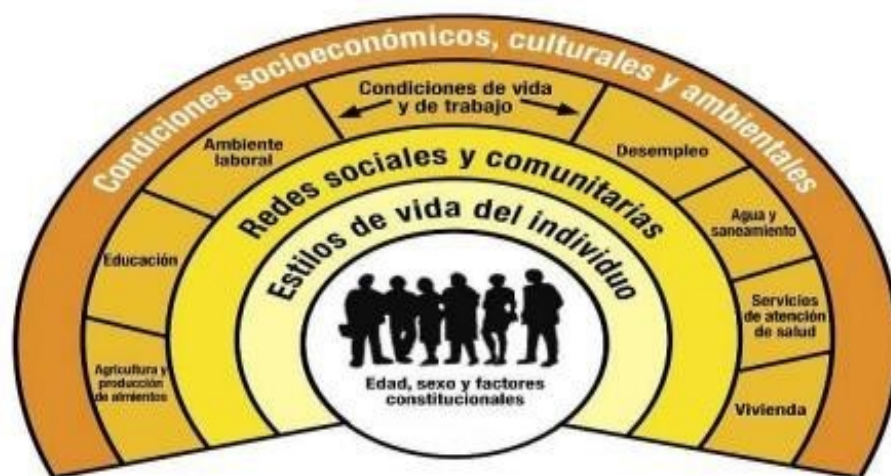 Condiciones socioeconómicos, culturales y ambientales
Condiciones de vida
y de trabajo
Ambiente
laboral
Desempleo
Educación
Agua y
saneamiento
Agricultura y
producción
de almientos
Servicios
de atención
de salud
Vivienda
Redes sociales y comunitarias
Estilos de vida del individuo
Edad, sexo y factores
constitucionales